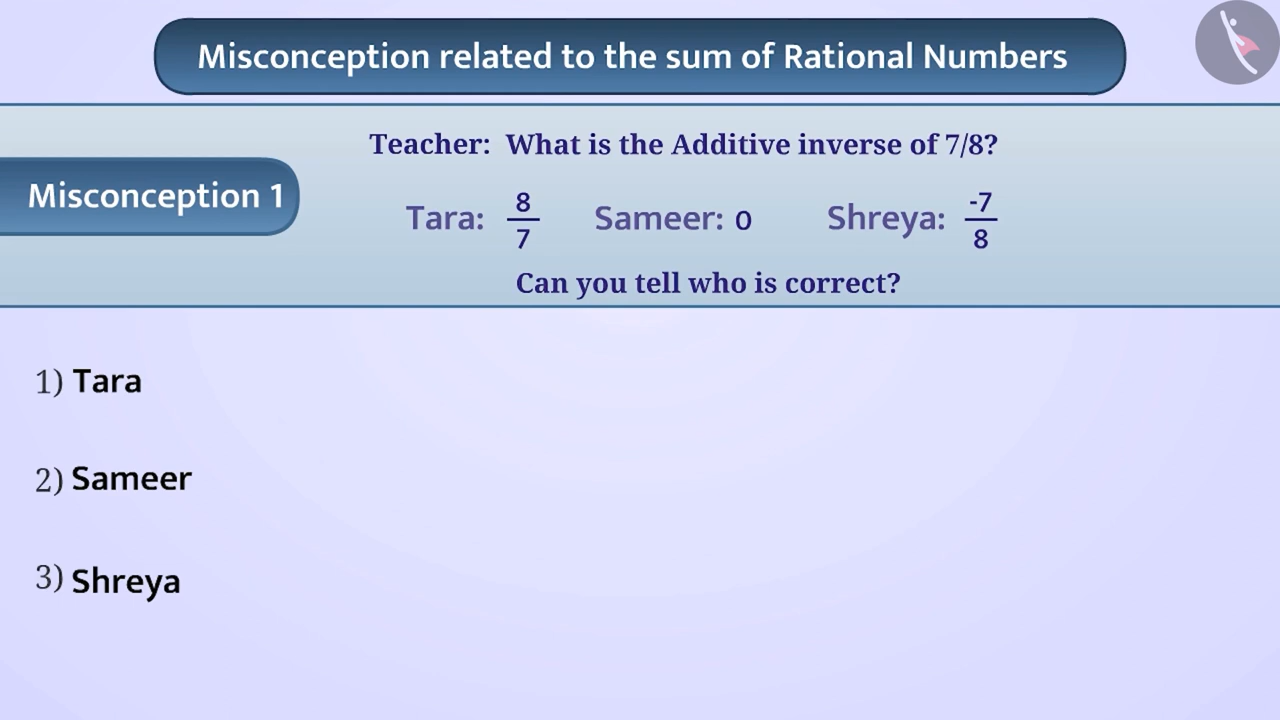 Misconception related to the sum of Rational Numbers
Teacher: What is the Additive inverse of 7/8?
Misconception 1
Tara: 8/7 Sameer: 0 Shreya: -7/8
Can you tell who is correct?
1) Tara
2) Sameer
3) Shreya